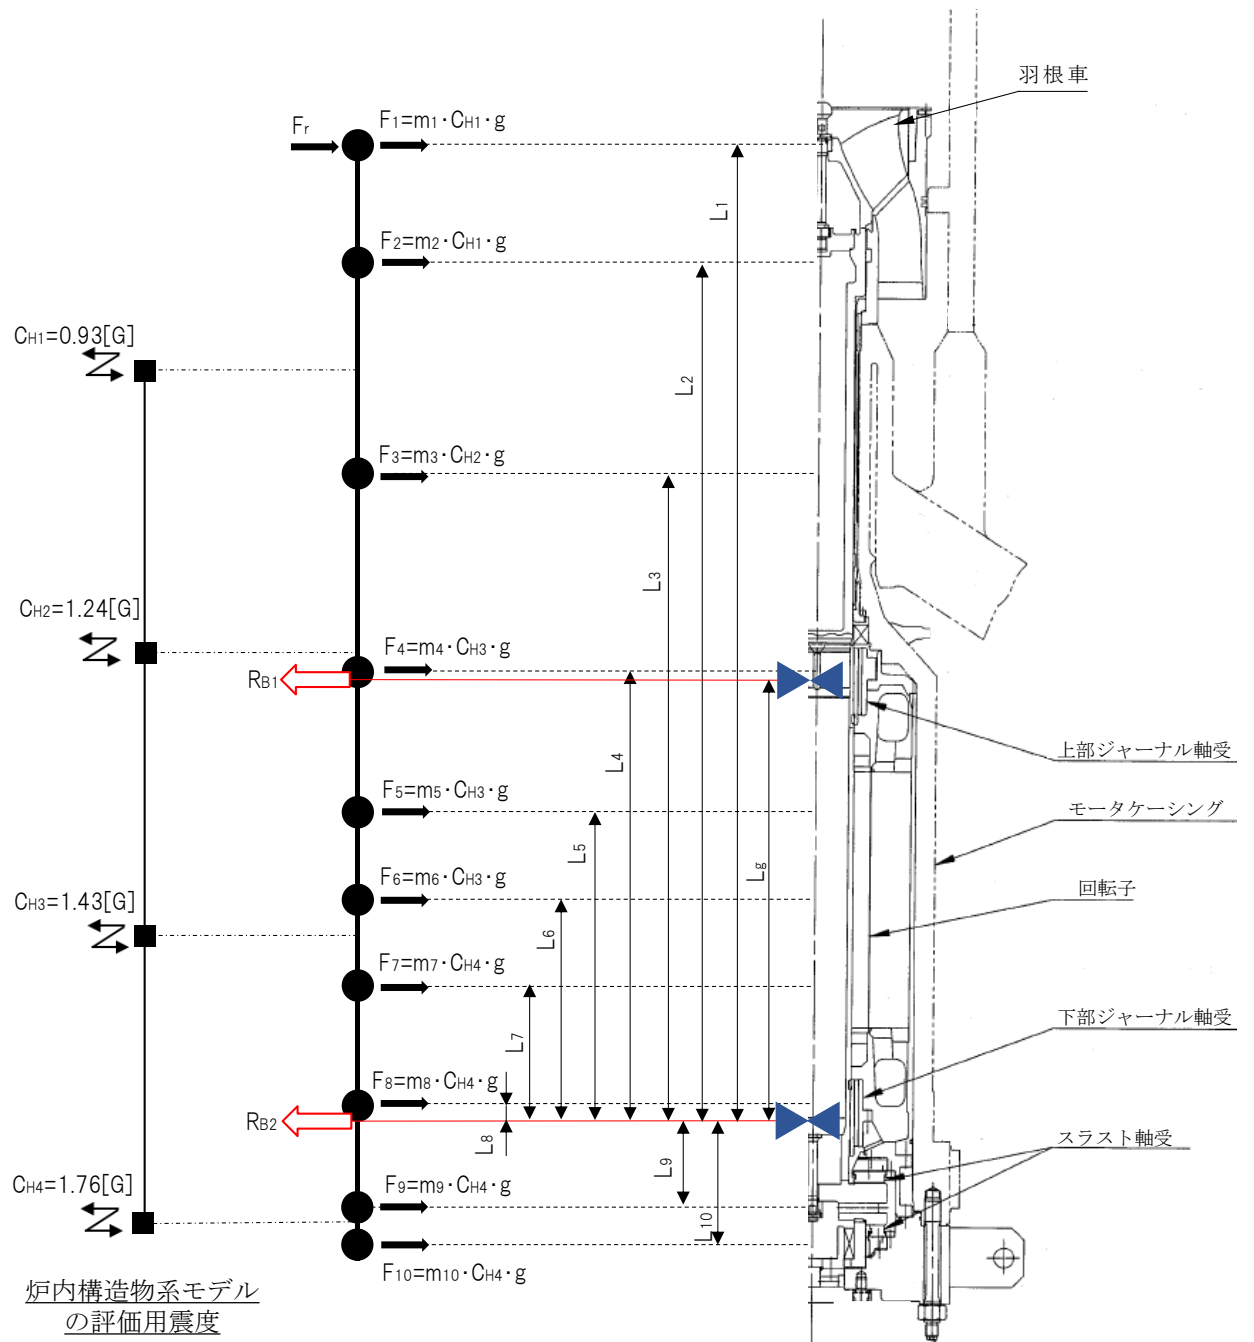 羽根車
Fr
F1=m1・CH1・g
L1
F2=m2・CH1・g
L2
CH1=0.93[G]
F3=m3・CH2・g
L3
CH2=1.24[G]
F4=m4・CH3・g
RB1
L4
上部ジャーナル軸受
F5=m5・CH3・g
モータケーシング
L5
Lg
F6=m6・CH3・g
回転子
CH3=1.43[G]
L6
F7=m7・CH4・g
L7
下部ジャーナル軸受
F8=m8・CH4・g
RB2
L8
スラスト軸受
L9
CH4=1.76[G]
F9=m9・CH4・g
L10
F10=m10・CH4・g
炉内構造物系モデル
の評価用震度